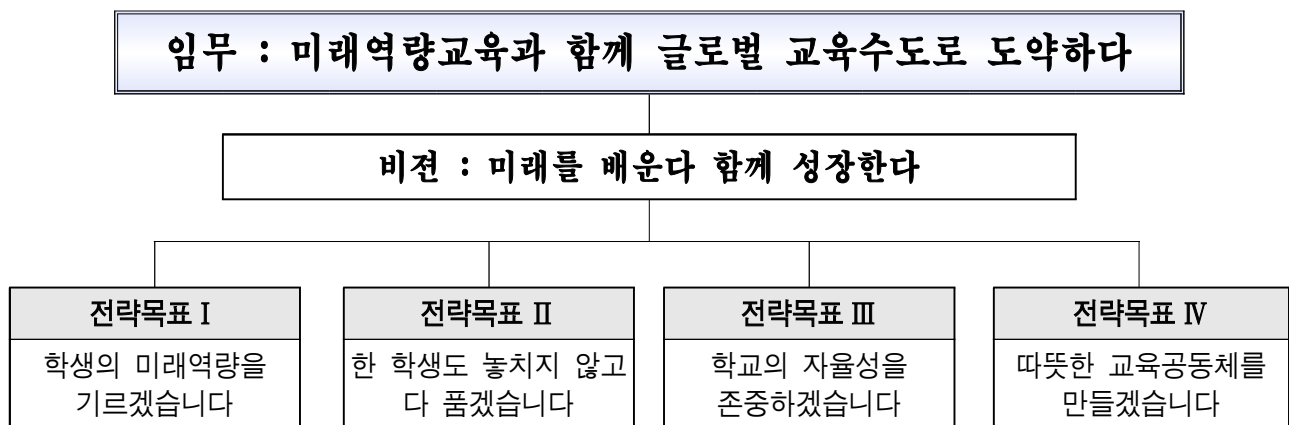 임무 : 미래역량교육과 함께 글로벌 교육수도로 도약하다
비젼 : 미래를 배운다 함께 성장한다
전략목표 Ⅰ
학생의 미래역량을
기르겠습니다
전략목표 Ⅱ
한 학생도 놓치지 않고
다 품겠습니다
전략목표 Ⅲ
학교의 자율성을
존중하겠습니다
전략목표 Ⅳ
따뜻한 교육공동체를
만들겠습니다